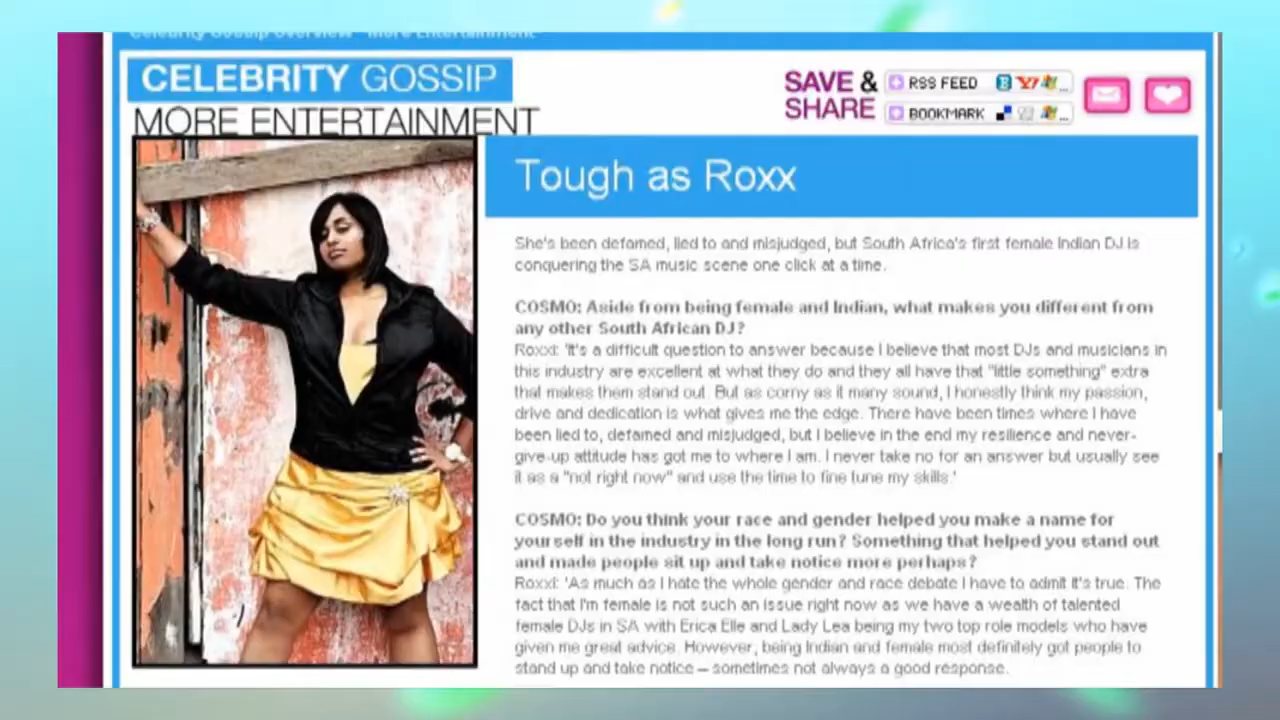 Celebrity Gossip Overview - More Entertainment
CELEBRITY GOSSIP
MORE ENTERTAINMENT
SAVE &
SHARE
RSS FEED
BOOKMARK
Tough as Roxx
She's been defamed, lied to and misjudged, but South Africa's first female Indian DJ is
conquering the SA music scene one click at a time.
COSMO: Aside from being female and Indian, what makes you different from
any other South African DJ?
Roxxi: 'It's a difficult question to answer because I believe that most DJs and musicians in
this industry are excellent at what they do and they all have that "little something" extra
that makes them stand out. But as corny as it many sound, I honestly think my passion,
drive and dedication is what gives me the edge. There have been times where I have
been lied to, defamed and misjudged, but I believe in the end my resilience and never-
give-up attitude has got me to where I am. I never take no for an answer but usually see
it as a "not right now" and use the time to fine tune my skills.'
COSMO: Do you think your race and gender helped you make a name for
yourself in the industry in the long run? Something that helped you stand out
and made people sit up and take notice more perhaps?
Roxxi: 'As much as I hate the whole gender and race debate I have to admit it's true. The
fact that I'm female is not such an issue right now as we have a wealth of talented
female DJs in SA with Erica Elle and Lady Lea being my two top role models who have
given me great advice. However, being Indian and female most definitely got people to
stand up and take notice – sometimes not always a good response.